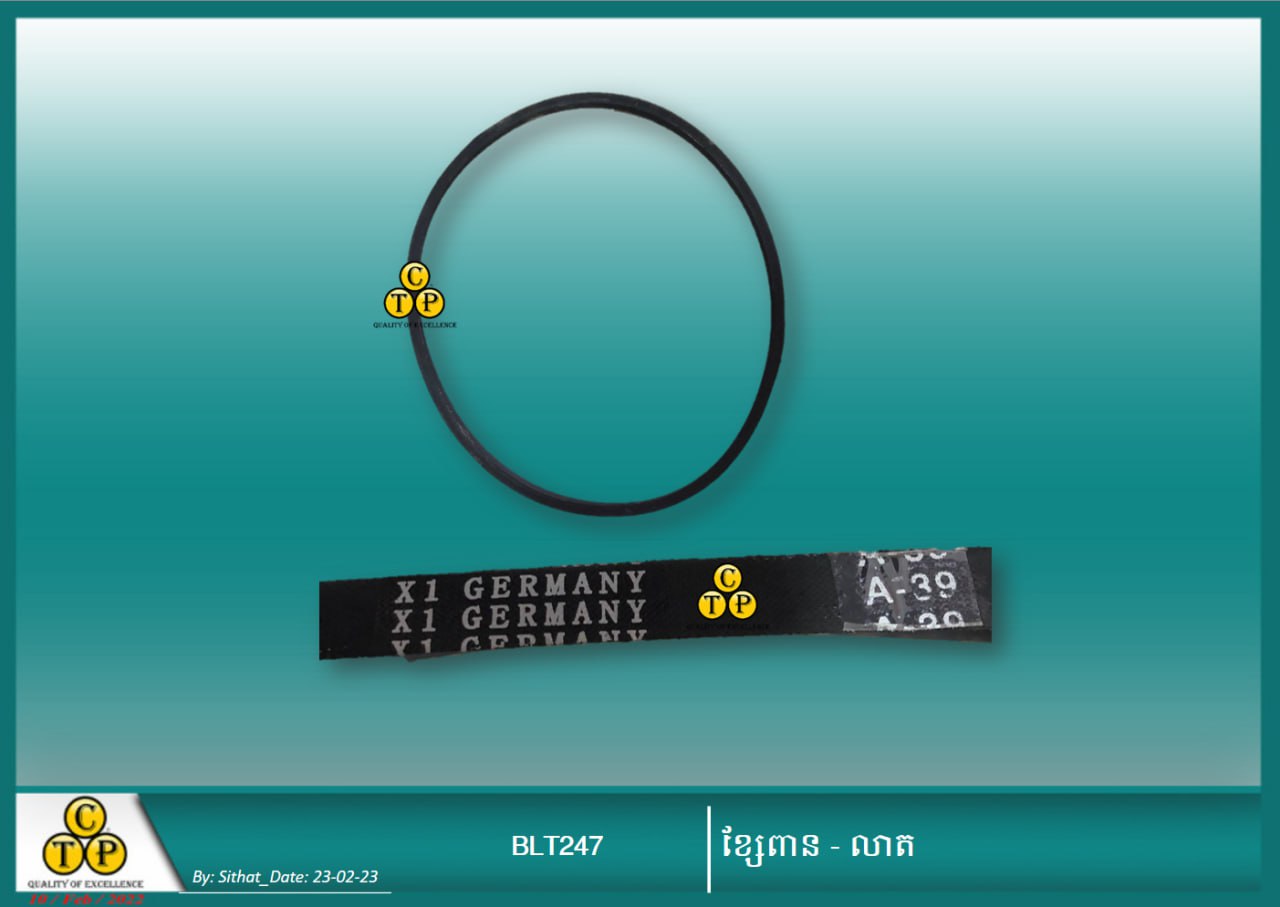 C
T P
QUALITY OF EXCELLENCE
X1 GERMANY
X1 GERMANY
X1 GERMANY
C
T P
A-39
A-39
C
T P
QUALITY OF EXCELLENCE
By: Sithat_Date: 23-02-23
BLT247
ខ្សែពាន - លាត